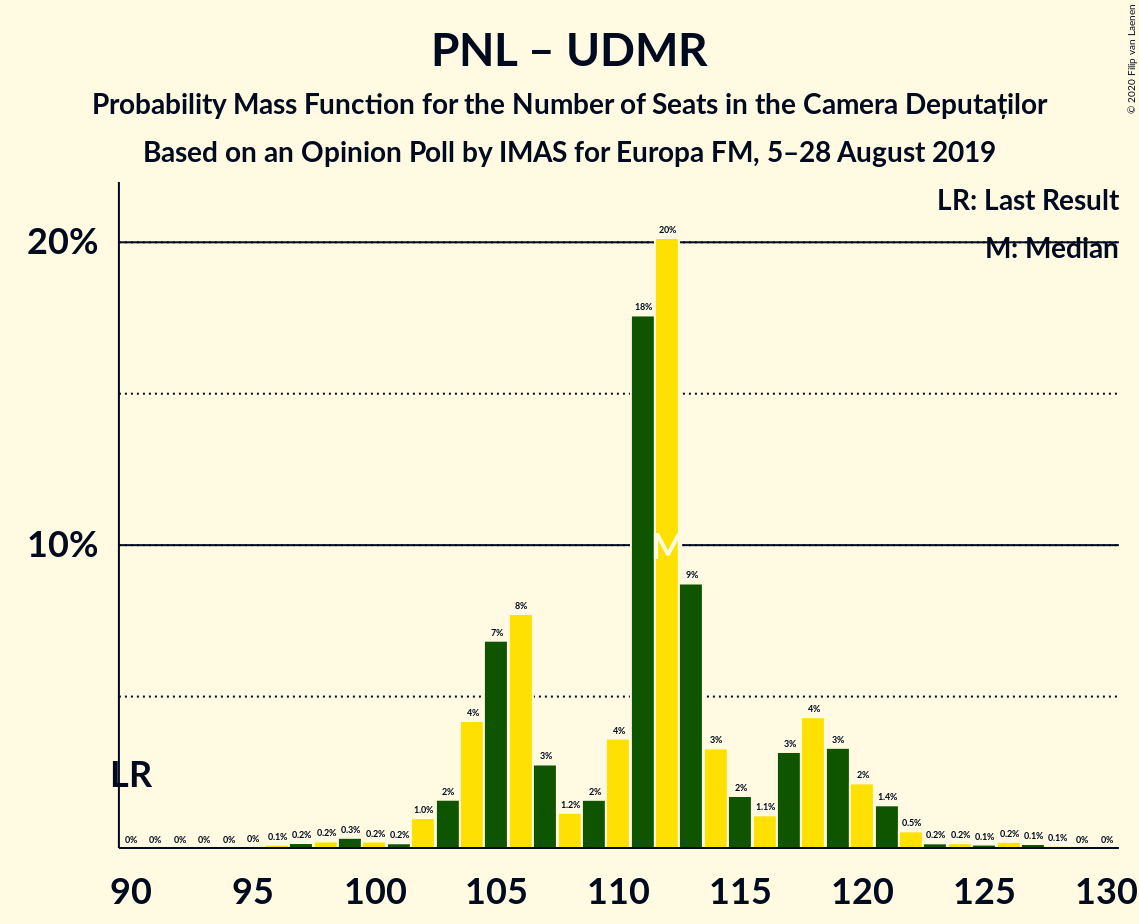 PNL – UDMR
Probability Mass Function for the Number of Seats in the Camera Deputaților
Based on an Opinion Poll by IMAS for Europa FM, 5–28 August 2019
© 2020 Filip van Laenen
LR: Last Result
M: Median
20%
10%
LR
M
0% 0% 0% 0% 0% 0% 0.1% 0.2% 0.2% 0.3% 0.2% 0.2% 1.0% 2% 4% 7% 8% 3% 1.2% 2% 4% 18% 20% 9% 3% 2% 1.1% 3% 4% 3% 2% 1.4% 0.5% 0.2% 0.2% 0.1% 0.2% 0.1% 0.1% 0% 0%
90 95 100 105 110 115 120 125 130